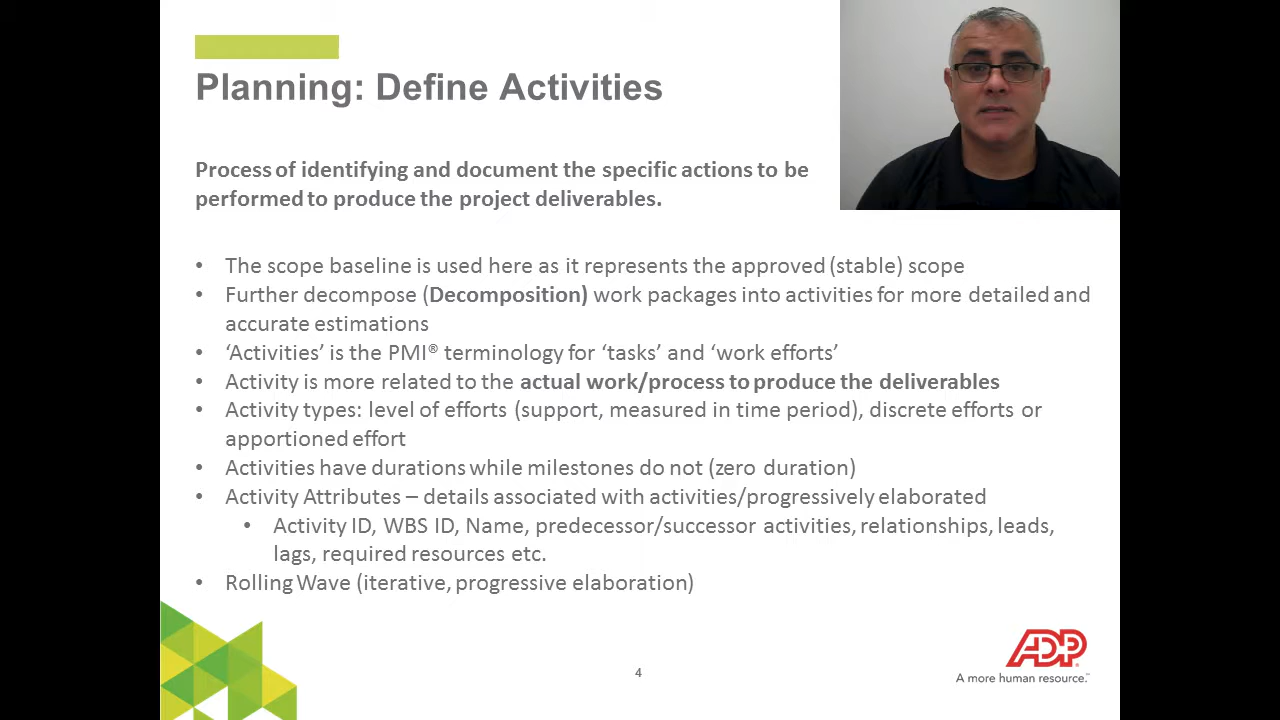 Planning: Define Activities
Process of identifying and document the specific actions to be
performed to produce the project deliverables.
• The scope baseline is used here as it represents the approved (stable) scope
• Further decompose (Decomposition) work packages into activities for more detailed and
accurate estimations
• ‘Activities’ is the PMI® terminology for ‘tasks’ and ‘work efforts’
• Activity is more related to the actual work/process to produce the deliverables
• Activity types: level of efforts (support, measured in time period), discrete efforts or
apportioned effort
• Activities have durations while milestones do not (zero duration)
• Activity Attributes – details associated with activities/progressively elaborated
• Activity ID, WBS ID, Name, predecessor/successor activities, relationships, leads,
lags, required resources etc.
• Rolling Wave (iterative, progressive elaboration)
4
ADP
A more human resource.™